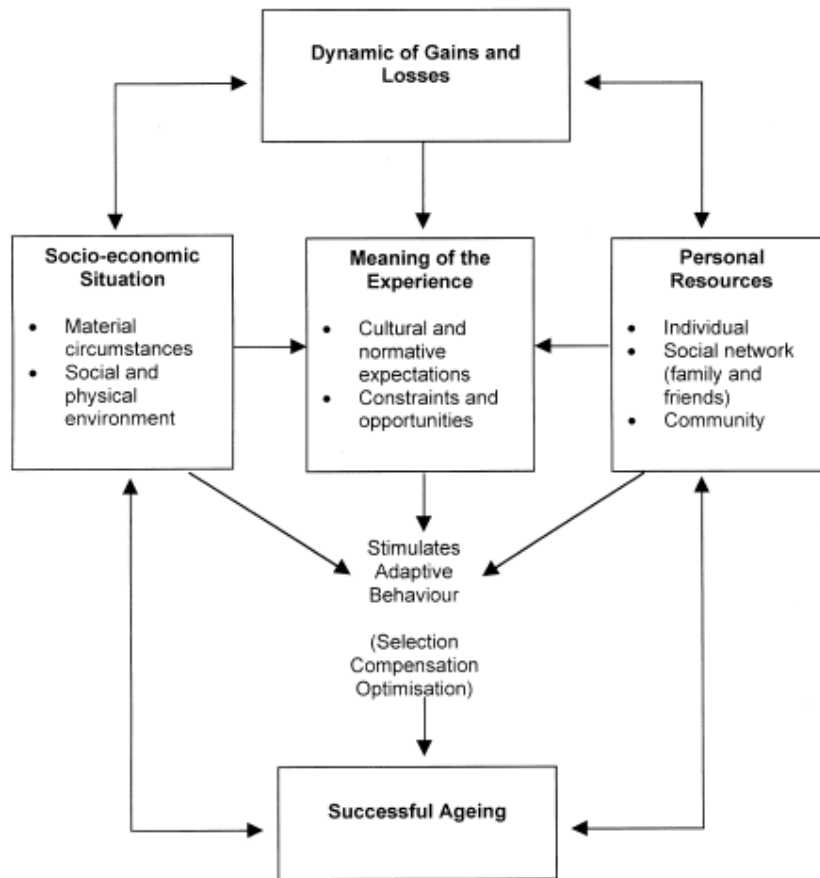 Dynamic of Gains and
Losses
Socio-economic
Situation
• Material
circumstances
• Social and
physical
environment
Meaning of the
Experience
• Cultural and
normative
expectations
• Constraints and
opportunities
Personal
Resources
• Individual
• Social network
(family and
friends)
• Community
Stimulates
Adaptive
Behaviour
(Selection
Compensation
Optimisation)
Successful Ageing